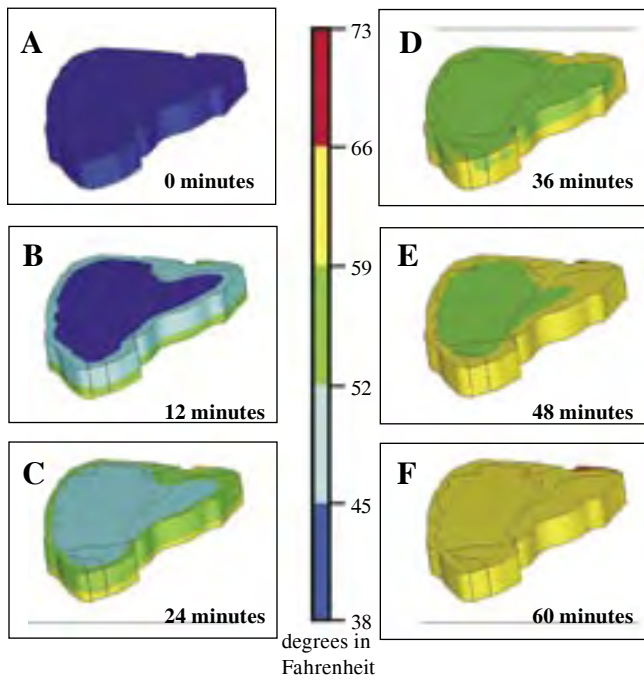 A
0 minutes
B
12 minutes
C
24 minutes
73
66
59
52
45
38
degrees in
Fahrenheit
D
36 minutes
E
48 minutes
F
60 minutes